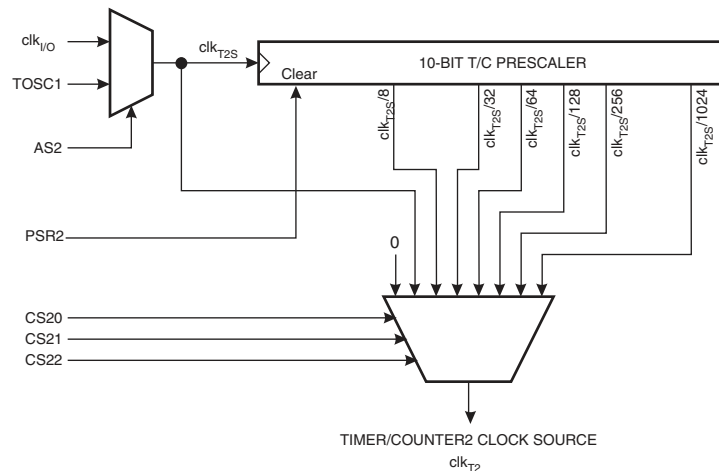 clkI/O
clkT2S
10-BIT T/C PRESCALER
TOSC1
Clear
clkT2S/8
clkT2S/32
clkT2S/64
clkT2S/128
clkT2S/256
clkT2S/1024
AS2
PSR2
0
CS20
CS21
CS22
TIMER/COUNTER2 CLOCK SOURCE
clkT2